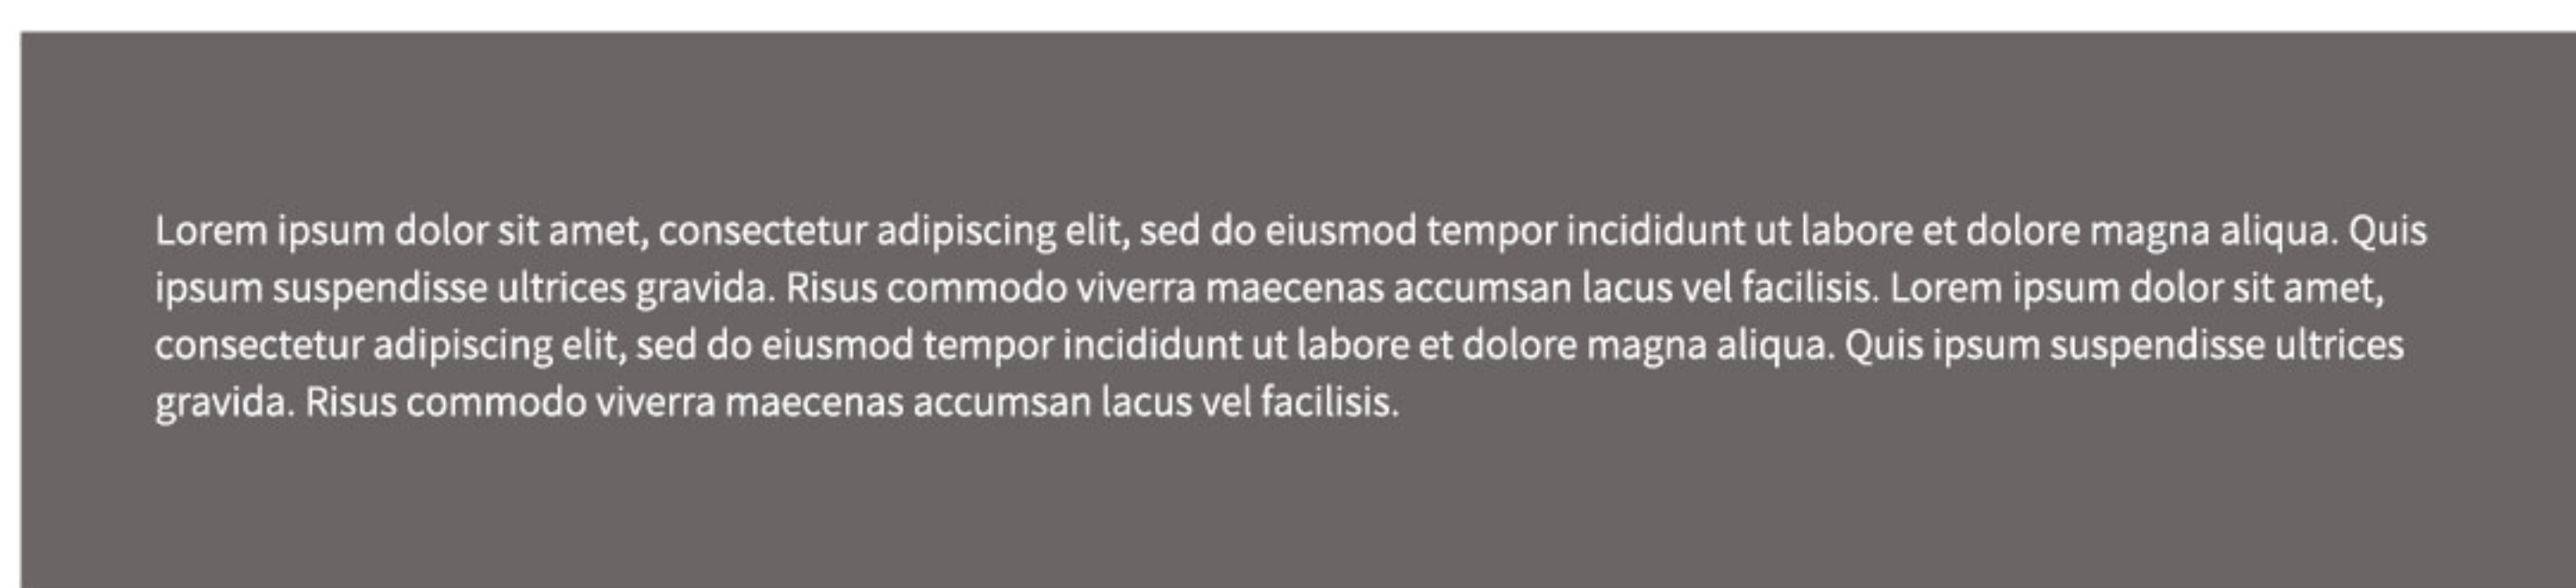 Lorem ipsum dolor sit amet, consectetur adipiscing elit, sed do eiusmod tempor incididunt ut labore et dolore magna aliqua. Quis
ipsum suspendisse ultrices gravida. Risus commodo viverra maecenas accumsan lacus vel facilisis. Lorem ipsum dolor sit amet,
consectetur adipiscing elit, sed do eiusmod tempor incididunt ut labore et dolore magna aliqua. Quis ipsum suspendisse ultrices
gravida. Risus commodo viverra maecenas accumsan lacus vel facilisis.